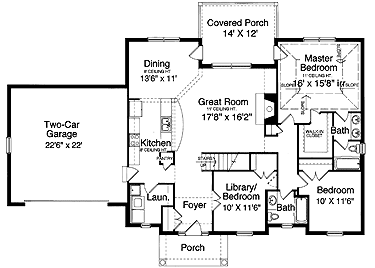 Covered Porch
14' X 12'
Dining
9' CEILING HT.
13'6" x 11'
Master
Bedroom
11' CEILING HT.
16' x 15'8" irr
SLOPE
SLOPE
Great Room
11' CEILING HT.
17'8" x 16'2"
Two-Car
Garage
22'6" x 22'
Kitchen
9' CEILING HT.
PANTRY
WALK-IN
CLOSET
Bath
STAIRS
UP
Laun.
Foyer
Library/
Bedroom
10' X 11'6"
Bath
Bedroom
10' X 11'6"
Porch